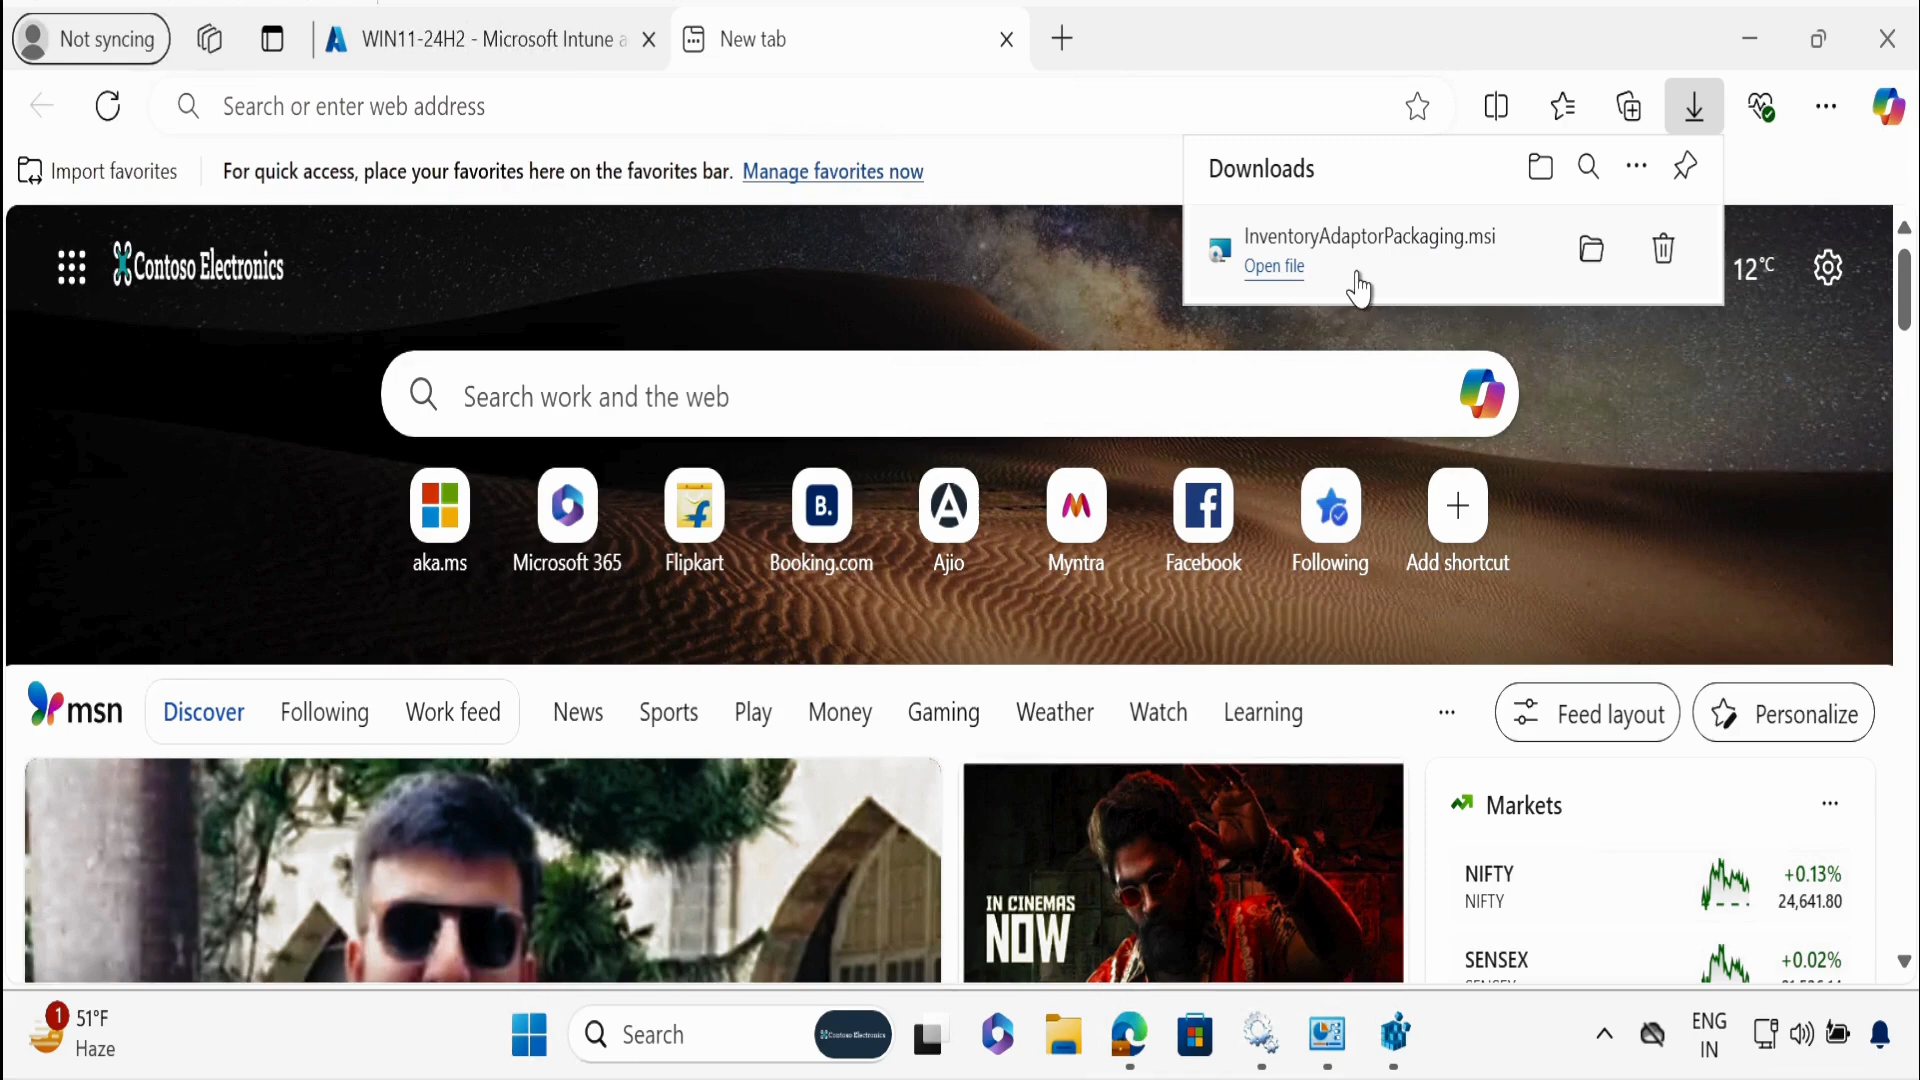 Not syncing
WIN11-24H2 - Microsoft Intune a
New tab
Search or enter web address
Import favorites
For quick access, place your favorites here on the favorites bar. Manage favorites now
Downloads
InventoryAdaptorPackaging.msi
Open file
Contoso Electronics
12°C
Search work and the web
B.
aka.ms
Microsoft 365
Flipkart
Booking.com
Ajio
Myntra
Facebook
Following
Add shortcut
msn
Discover
Following
Work feed
News
Sports
Play
Money
Gaming
Weather
Watch
Learning
Feed layout
Personalize
IN CINEMAS
NOW
Markets
NIFTY
+0.13%
NIFTY
24,641.80
SENSEX
+0.02%
1
51°F
Haze
Search
Contoso Electronics
ENG
IN